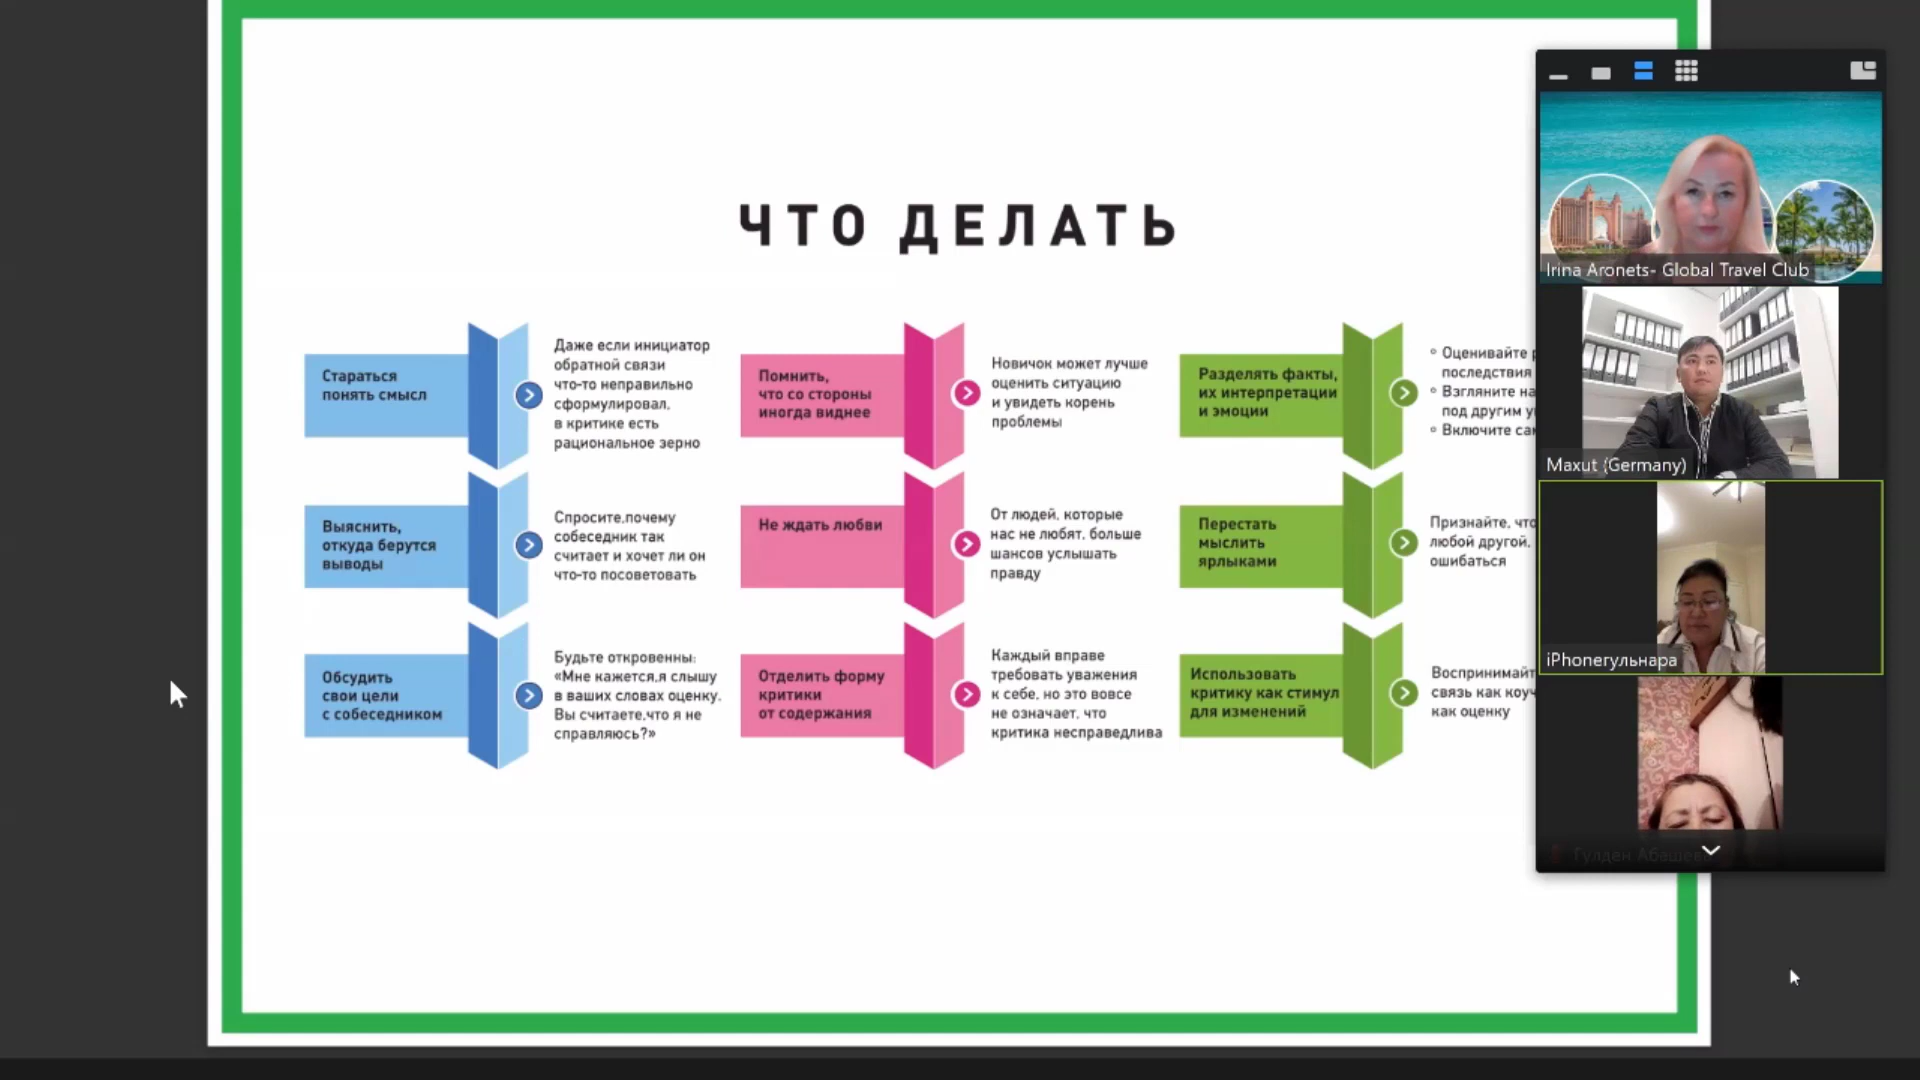 ЧТО ДЕЛАТЬ
Стараться
понять смысл
Даже если инициатор
обратной связи
что-то неправильно
сформулировал,
в критике есть
рациональное зерно
Выяснить,
откуда берутся
выводы
Спросите,почему
собеседник так
считает и хочет ли он
что-то посоветовать
Обсудить
свои цели
с собеседником
Будьте откровенны:
«Мне кажется,я слышу
в ваших словах оценку.
Вы считаете,что я не
справляюсь?»
Помнить,
что со стороны
иногда виднее
Новичок может лучше
оценить ситуацию
и увидеть корень
проблемы
Не ждать любви
От людей, которые
нас не любят, больше
шансов услышать
правду
Отделить форму
критики
от содержания
Каждый вправе
требовать уважения
к себе, но это вовсе
не означает, что
критика несправедлива
Разделять факты,
их интерпретации
и эмоции
° Оценивайте
последствия
° Взгляните на
под другим
° Включите
Перестать
мыслить
ярлыками
Признайте, что
любой другой,
ошибаться
Использовать
критику как стимул
для изменений
связь как
как оценку
Irina Aronets- Global Travel Club
Maxut (Germany)
iPhoneгульнара
Гулден